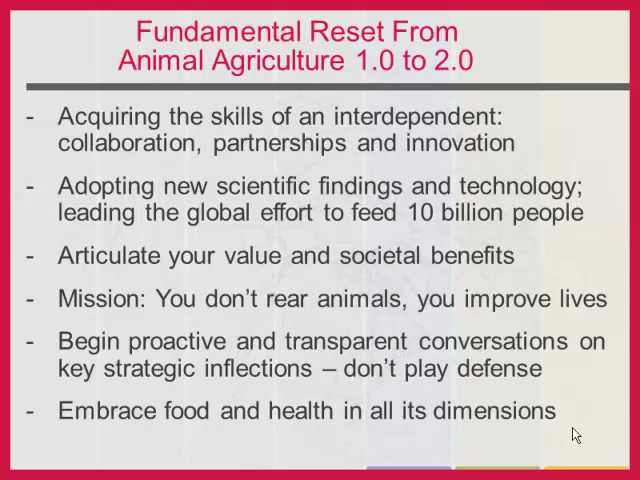 Fundamental Reset From
Animal Agriculture 1.0 to 2.0
- Acquiring the skills of an interdependent:
collaboration, partnerships and innovation
- Adopting new scientific findings and technology;
leading the global effort to feed 10 billion people
- Articulate your value and societal benefits
- Mission: You don't rear animals, you improve lives
- Begin proactive and transparent conversations on
key strategic inflections – don't play defense
- Embrace food and health in all its dimensions